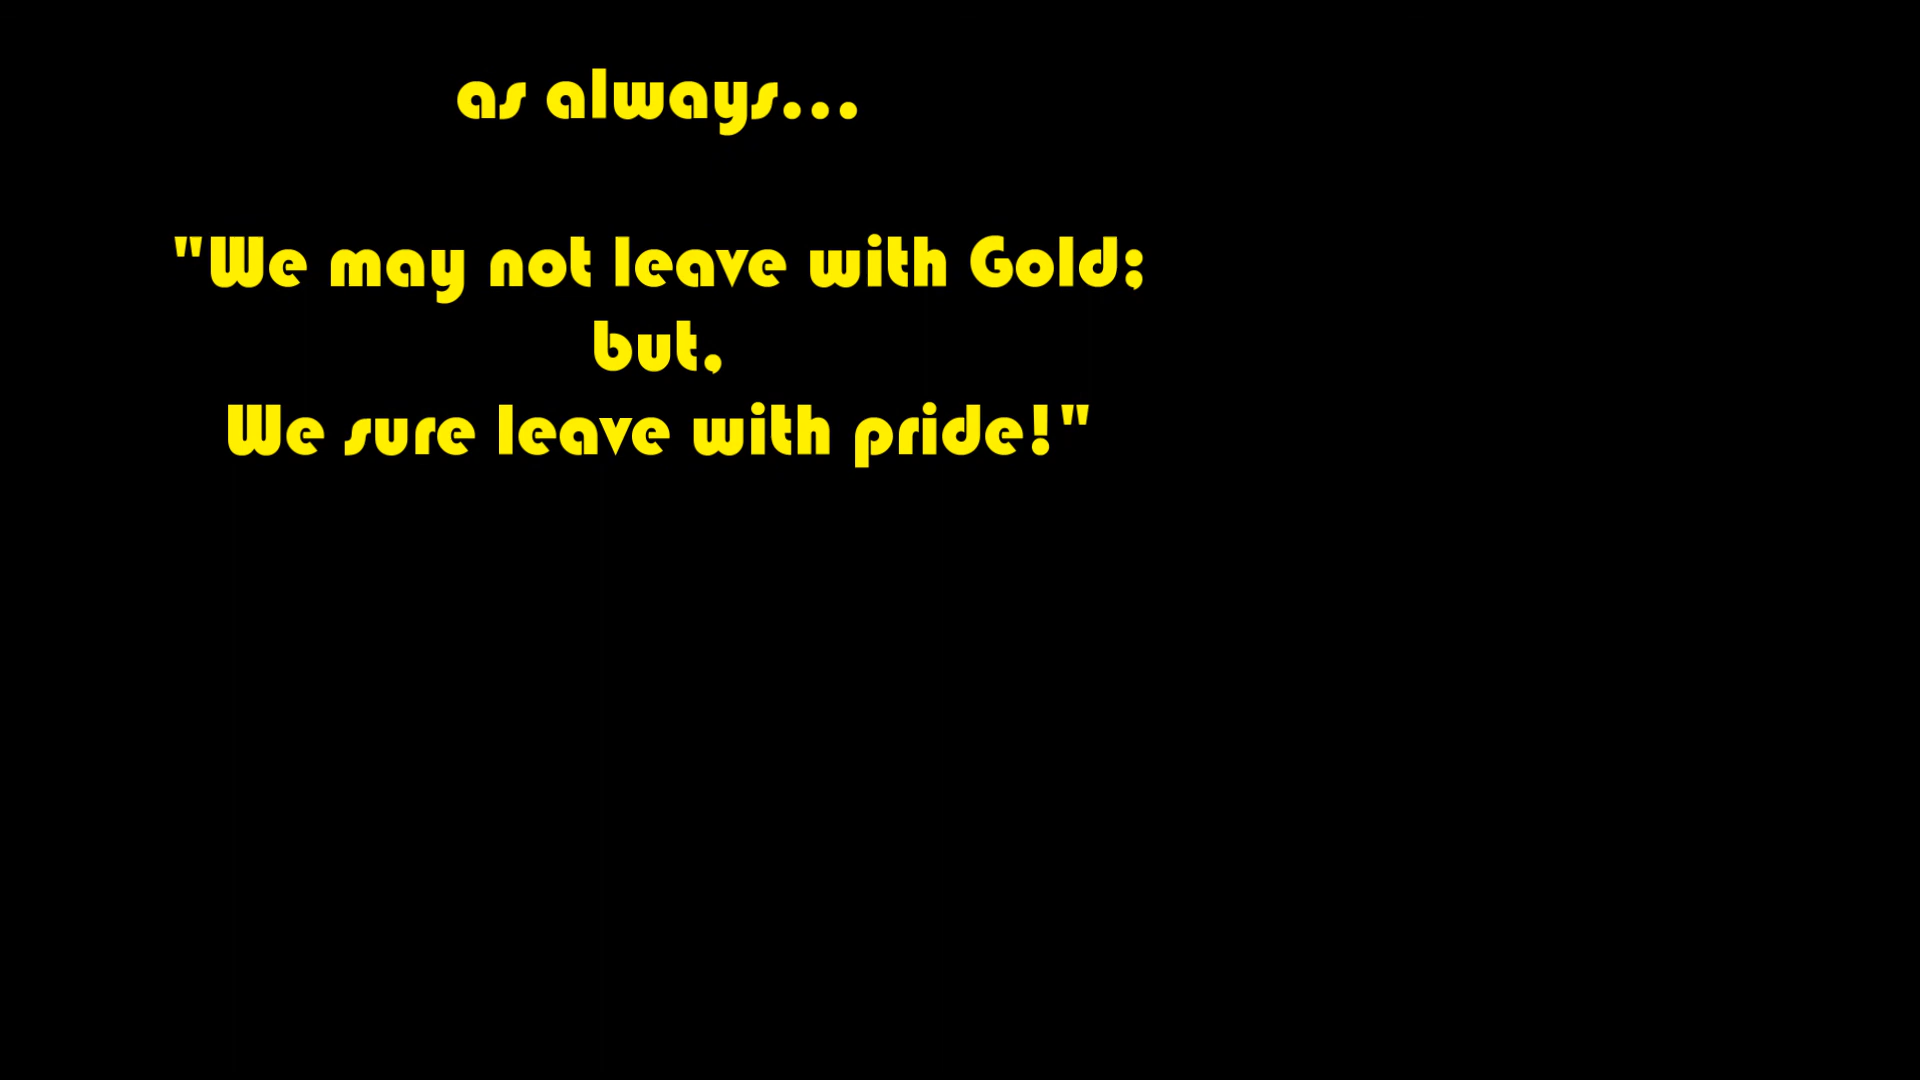 as always...
"We may not leave with Gold;
but,
We sure leave with pride!"